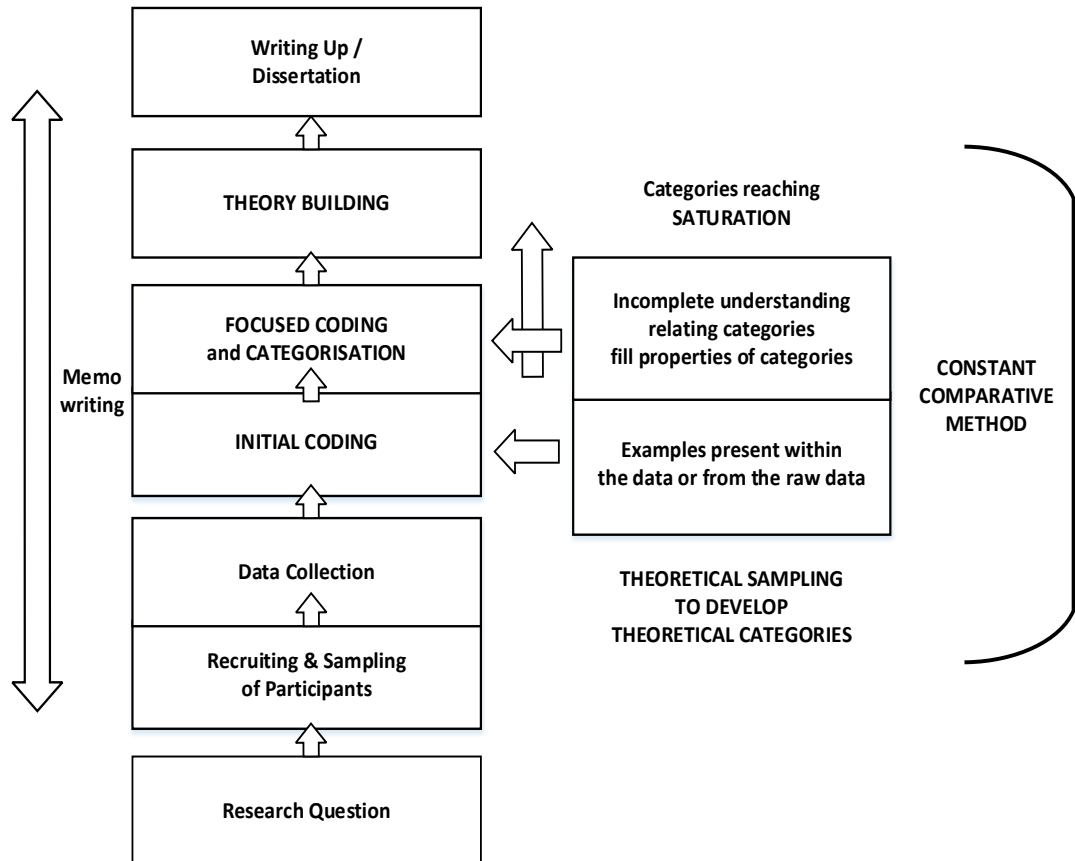 Writing Up /
Dissertation
THEORY BUILDING
Categories reaching
SATURATION
FOCUSED CODING
and CATEGORISATION
Incomplete understanding
relating categories
fill properties of categories
Memo
writing
CONSTANT
COMPARATIVE
METHOD
INITIAL CODING
Examples present within
the data or from the raw data
Data Collection
THEORETICAL SAMPLING
TO DEVELOP
THEORETICAL CATEGORIES
Recruiting & Sampling
of Participants
Research Question